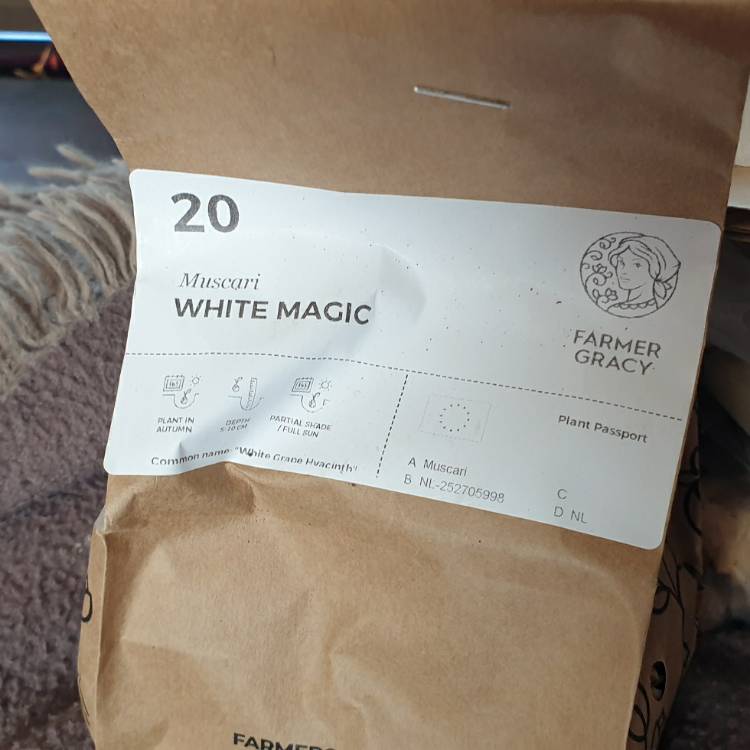 20
Muscari
WHITE MAGIC
FARMER
GRACY
PLANT IN
AUTUMN
DEPTH
5-10 CM
PARTIAL SHADE
/ FULL SUN
Common name: "White Grape Hyacinth"
Plant Passport
A Muscari
B NL-252705998
C
D NL